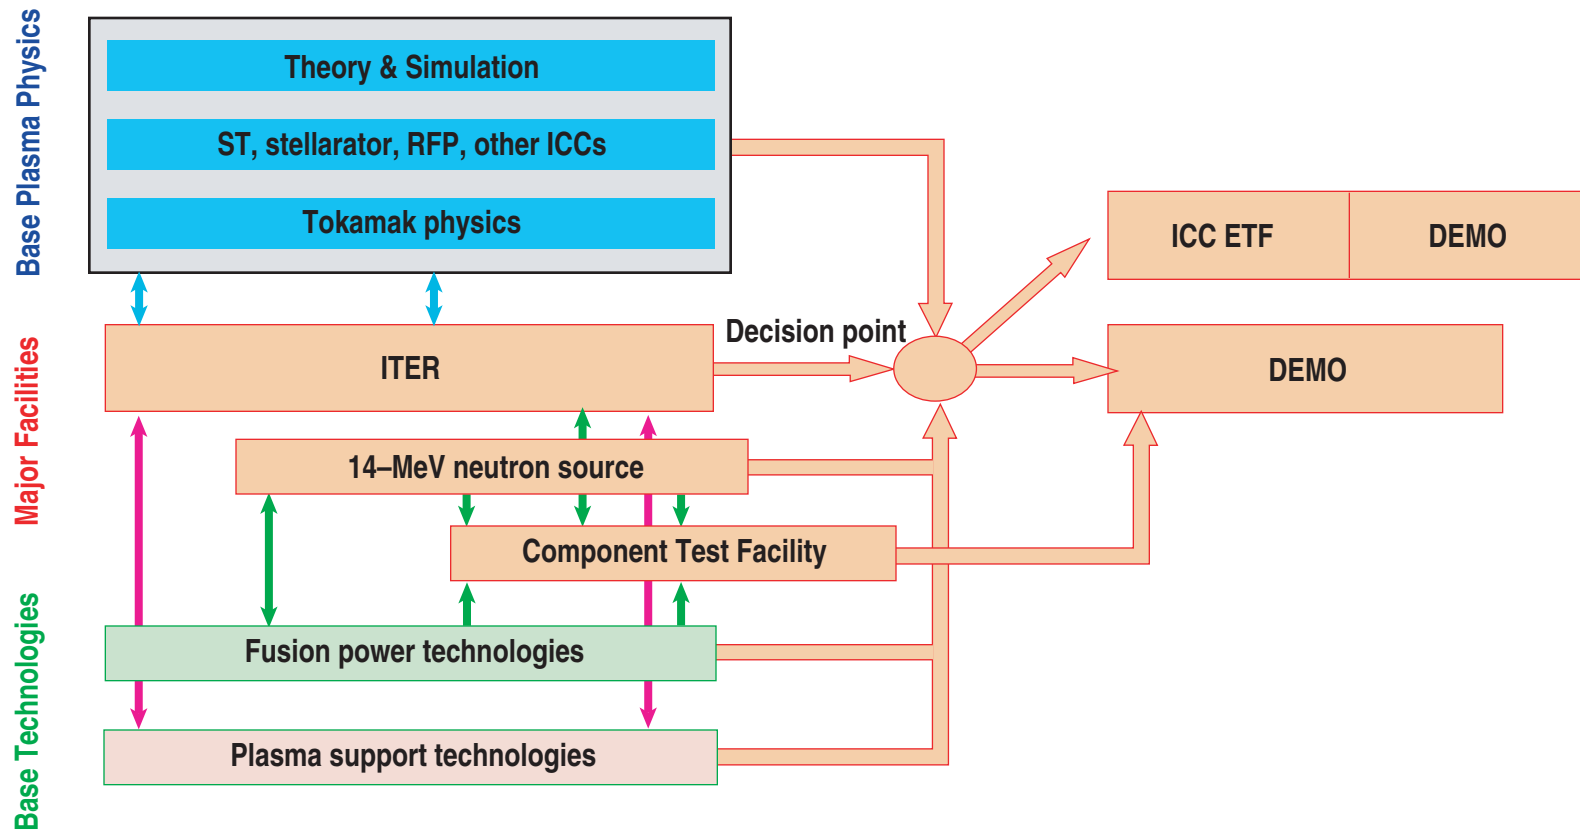 Base Plasma Physics
Theory & Simulation
ST, stellarator, RFP, other ICCs
Tokamak physics
ICC ETF
DEMO
Major Facilities
ITER
Decision point
DEMO
14–MeV neutron source
Component Test Facility
Base Technologies
Fusion power technologies
Plasma support technologies